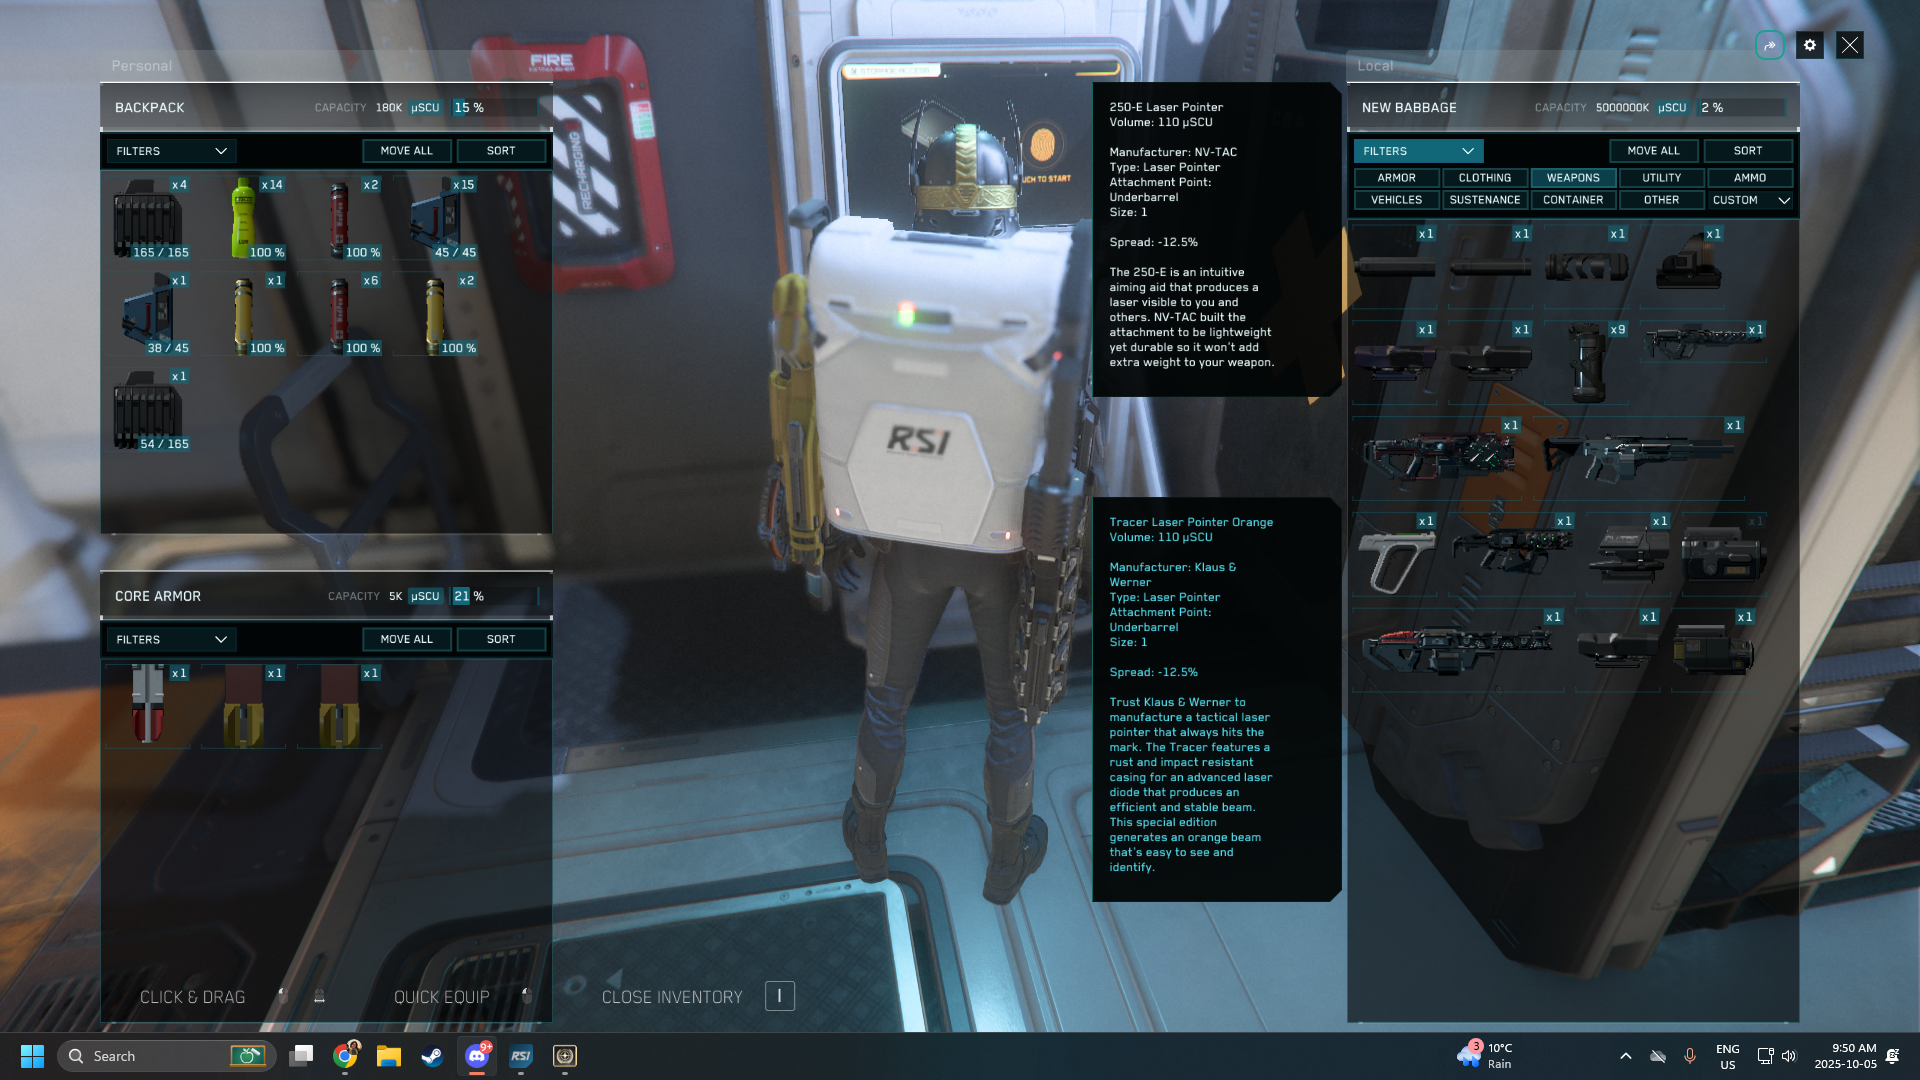 FIRE
EXTINGUISHER
RECHARGING
Personal
BACKPACK
CAPACITY 180K µSCU 15 %
FILTERS
MOVE ALL
SORT
x4
x14
x2
x15
165 / 165
100 %
100 %
45 / 45
x1
x1
x6
x2
38 / 45
100 %
100 %
100 %
x1
54 / 165
CORE ARMOR
CAPACITY 5K µSCU 21 %
FILTERS
MOVE ALL
SORT
x1
x1
x1
CLICK & DRAG
QUICK EQUIP
CLOSE INVENTORY
I
UCH TO START
RSI
250-E Laser Pointer
Volume: 110 µSCU
Manufacturer: NV-TAC
Type: Laser Pointer
Attachment Point:
Underbarrel
Size: 1
Spread: -12.5%
The 250-E is an intuitive
aiming aid that produces a
laser visible to you and
others. NV-TAC built the
attachment to be lightweight
yet durable so it won't add
extra weight to your weapon.
Tracer Laser Pointer Orange
Volume: 110 µSCU
Manufacturer: Klaus &
Werner
Type: Laser Pointer
Attachment Point:
Underbarrel
Size: 1
Spread: -12.5%
Trust Klaus & Werner to
manufacture a tactical laser
pointer that always hits the
mark. The Tracer features a
rust and impact resistant
casing for an advanced laser
diode that produces an
efficient and stable beam.
This special edition
generates an orange beam
that's easy to see and
identify.
Local
NEW BABBAGE
CAPACITY 5000000K µSCU 2 %
FILTERS
MOVE ALL
SORT
ARMOR
CLOTHING
WEAPONS
UTILITY
AMMO
VEHICLES
SUSTENANCE
CONTAINER
OTHER
CUSTOM
x1
x1
x1
x1
x1
x1
x9
x1
x1
x1
x1
x1
x1
x1
x1
x1
x1
Search
9+
RSI
3
10°C
Rain
ENG
US
9:50 AM
2025-10-05